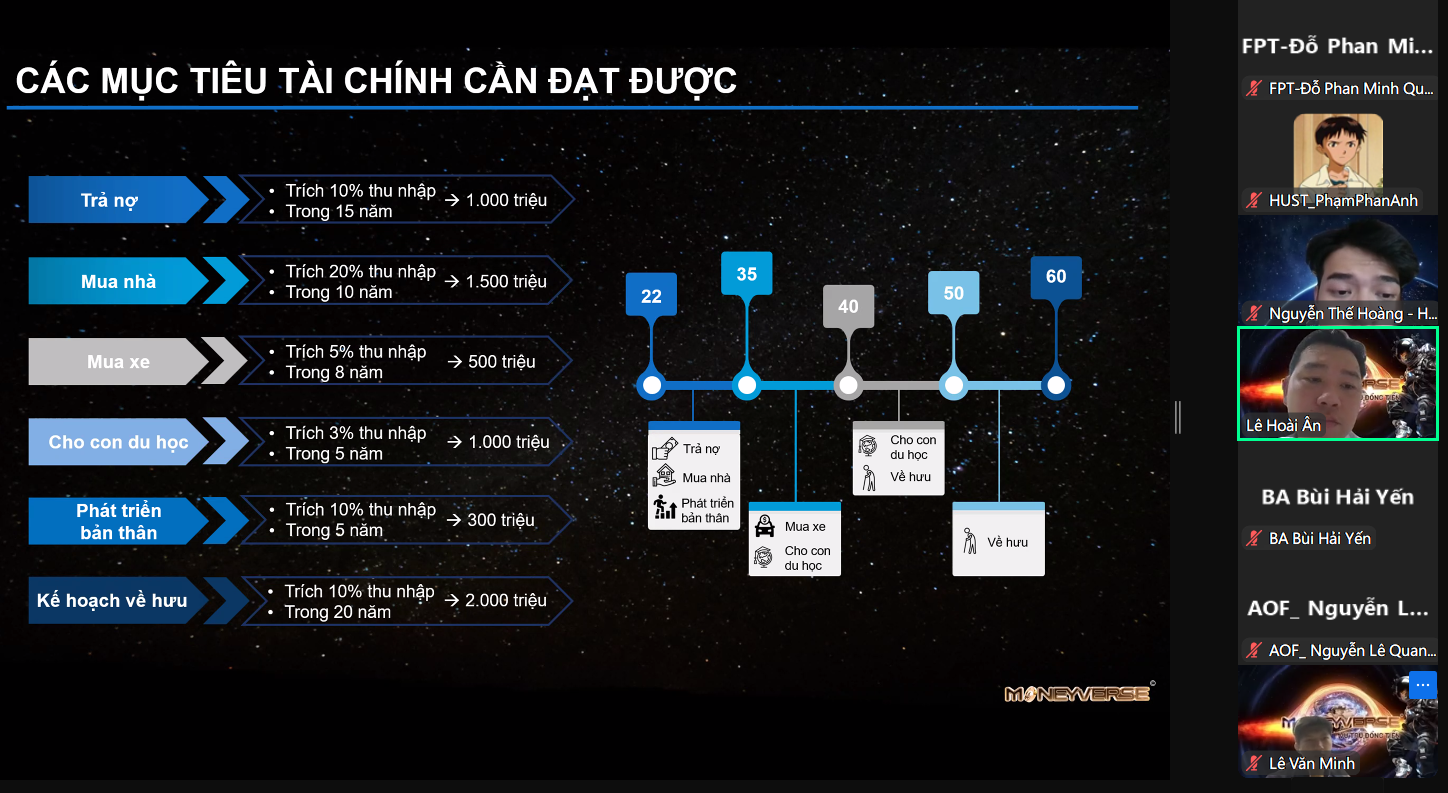 CÁC MỤC TIÊU TÀI CHÍNH CẦN ĐẠT ĐƯỢC
Trả nợ
• Trích 10% thu nhập
• Trong 15 năm
→ 1.000 triệu
Mua nhà
• Trích 20% thu nhập
• Trong 10 năm
→ 1.500 triệu
Mua xe
• Trích 5% thu nhập
• Trong 8 năm
→ 500 triệu
Cho con du học
• Trích 3% thu nhập
• Trong 5 năm
→ 1.000 triệu
Phát triển
bản thân
• Trích 10% thu nhập
• Trong 5 năm
→ 300 triệu
Kế hoạch về hưu
• Trích 10% thu nhập
• Trong 20 năm
→ 2.000 triệu
22
35
40
50
60
Trả nợ
Mua nhà
Phát triển
bản thân
Mua xe
Cho con
du học
Cho con
du học
Về hưu
Về hưu
MONEYVERSE
©
FPT-Đỗ Phan Mi...
FPT-Đỗ Phan Minh Qu...
HUST_PhạmPhanAnh
Nguyễn Thế Hoàng - H...
Lê Hoài Ân
BA Bùi Hải Yến
BA Bùi Hải Yến
AOF_ Nguyễn L...
AOF_ Nguyễn Lê Quan...
Lê Văn Minh